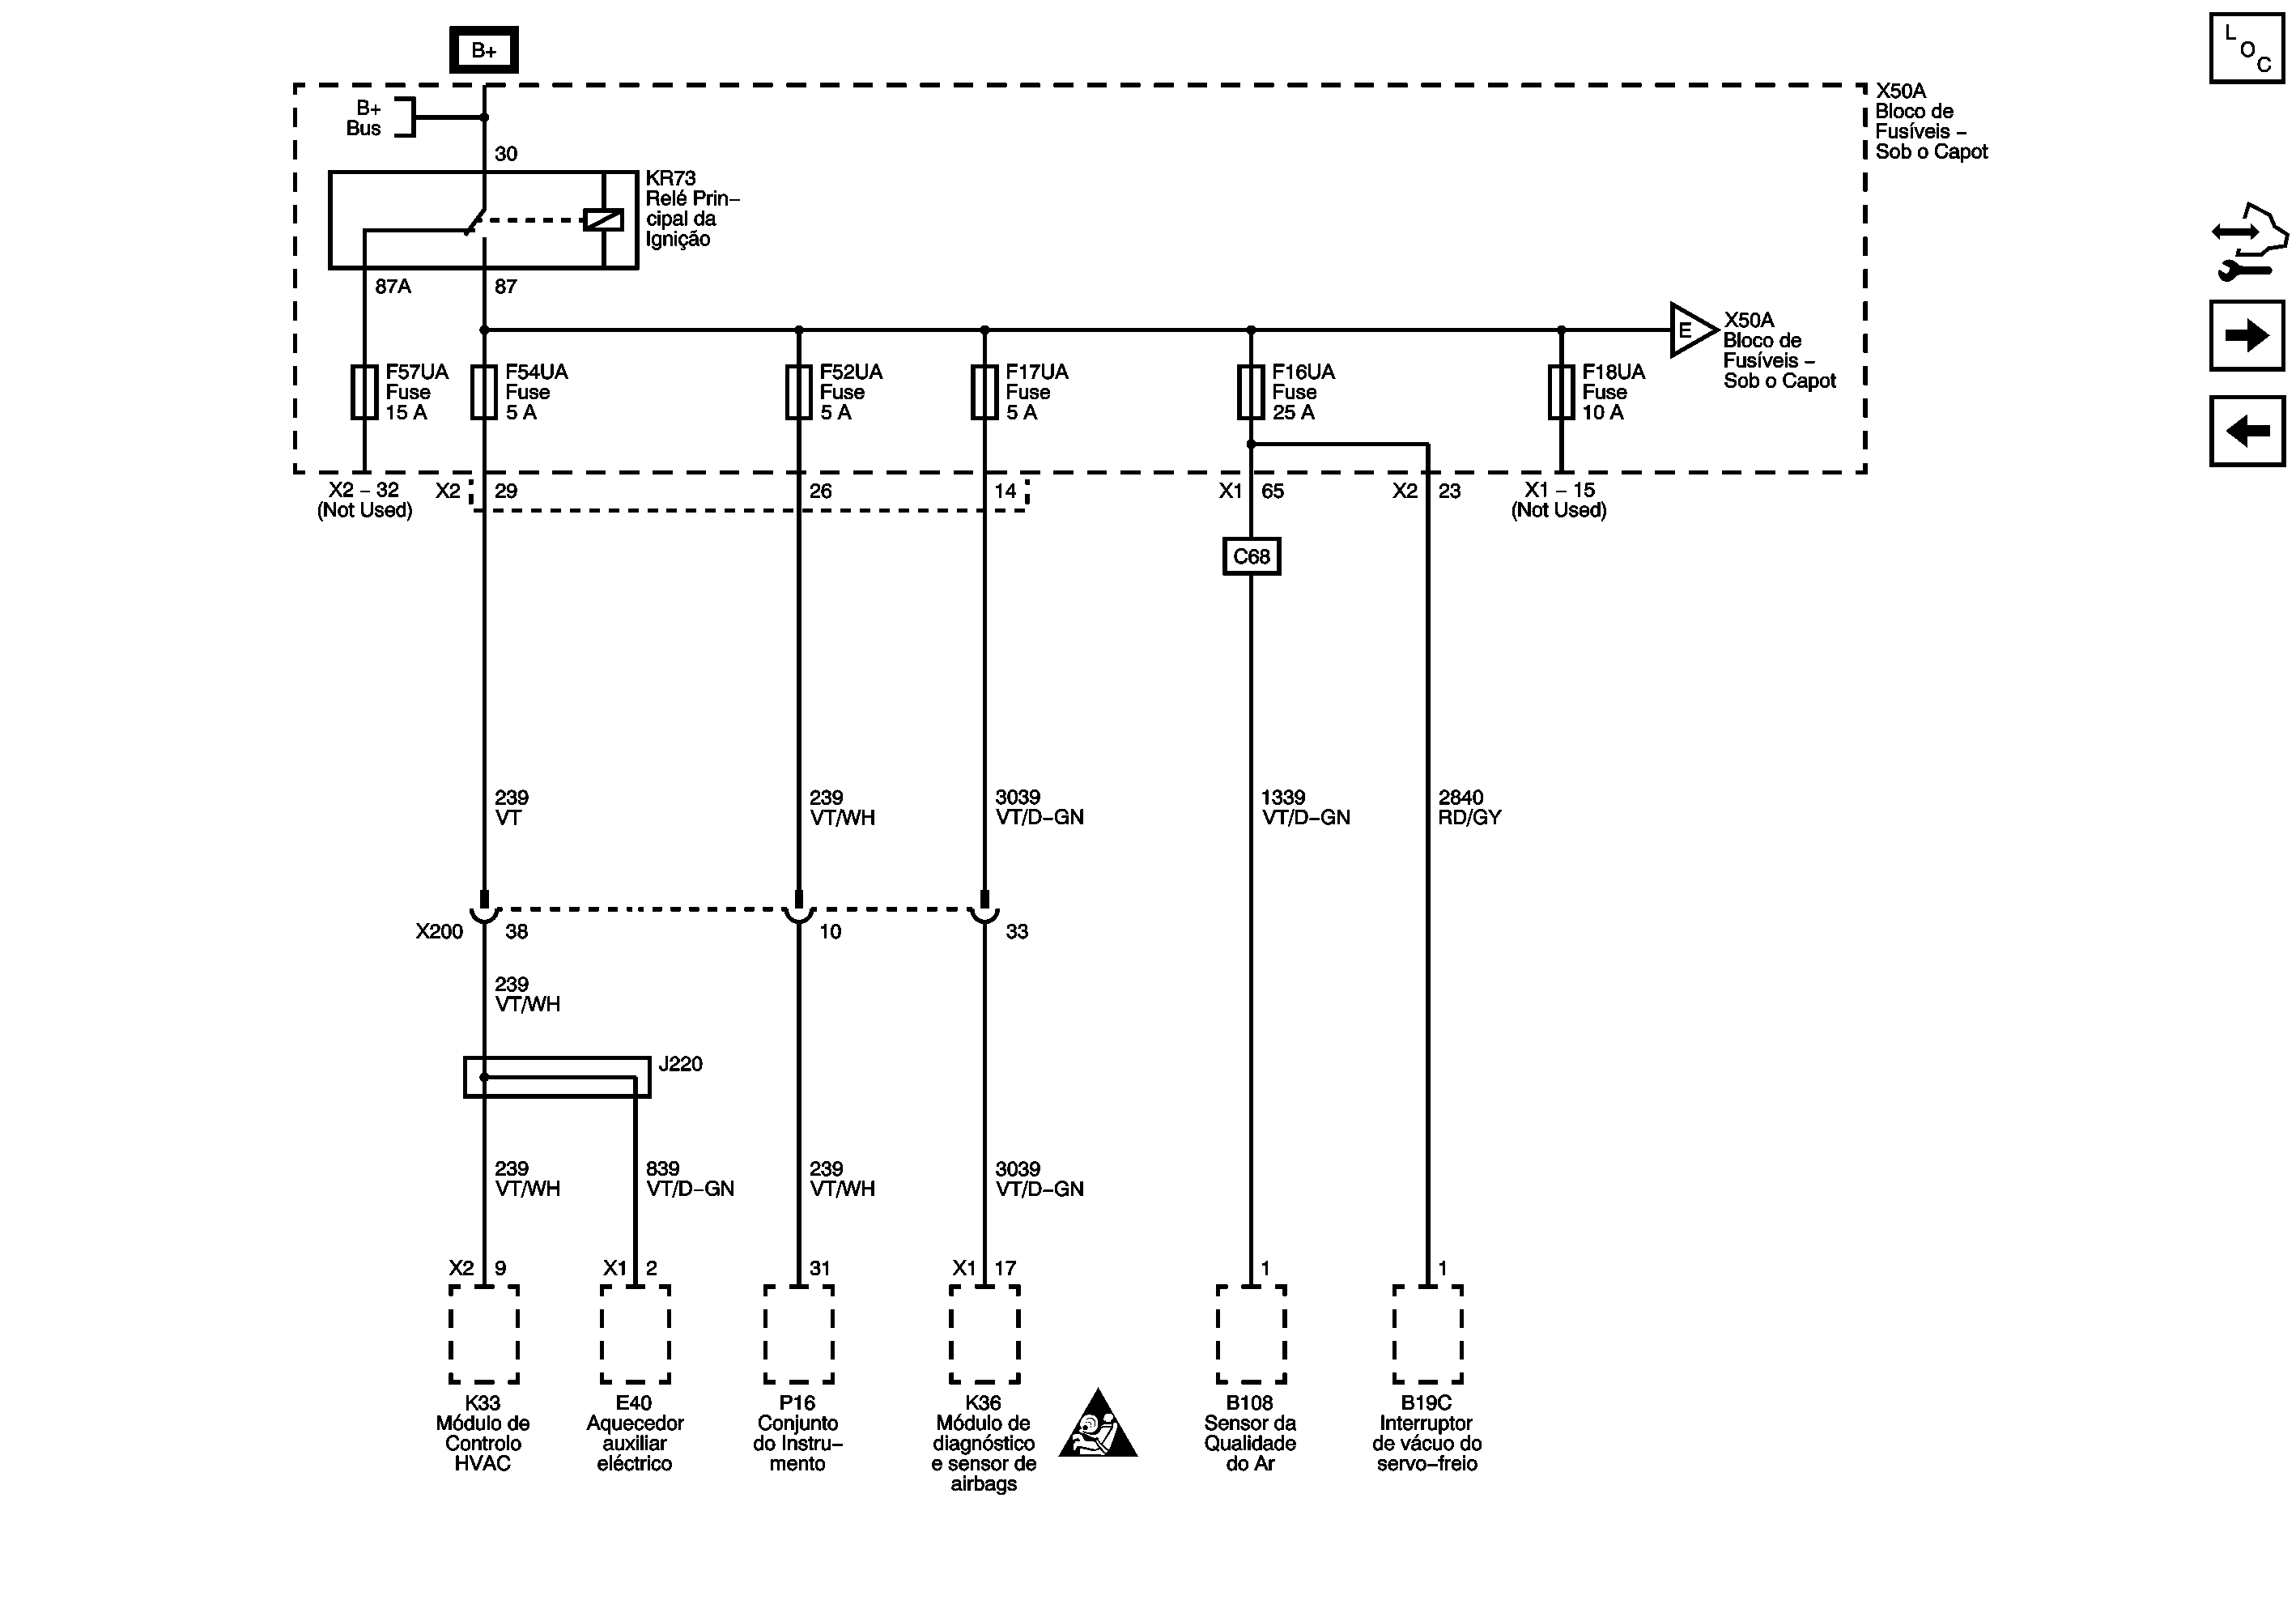 B+
L
O
C
X50A
Bloco de
Fusíveis –
Sob o Capot
B+
Bus
30
KR73
Relé Prin–
cipal da
Ignição
87A
87
E
X50A
Bloco de
Fusíveis –
Sob o Capot
F57UA
Fuse
15 A
F54UA
Fuse
5 A
F52UA
Fuse
5 A
F17UA
Fuse
5 A
F16UA
Fuse
25 A
F18UA
Fuse
10 A
X2 – 32
(Not Used)
X2
29
26
14
X1
65
X2
23
X1 – 15
(Not Used)
C68
239
VT
239
VT/WH
3039
VT/D–GN
1339
VT/D–GN
2840
RD/GY
X200
38
10
33
239
VT/WH
J220
239
VT/WH
839
VT/D–GN
239
VT/WH
3039
VT/D–GN
X2
9
X1
2
31
X1
17
1
1
K33
Módulo de
Controlo
HVAC
E40
Aquecedor
auxiliar
eléctrico
P16
Conjunto
do Instru–
mento
K36
Módulo de
diagnóstico
e sensor de
airbags
B108
Sensor da
Qualidade
do Ar
B19C
Interruptor
de vácuo do
servo–freio